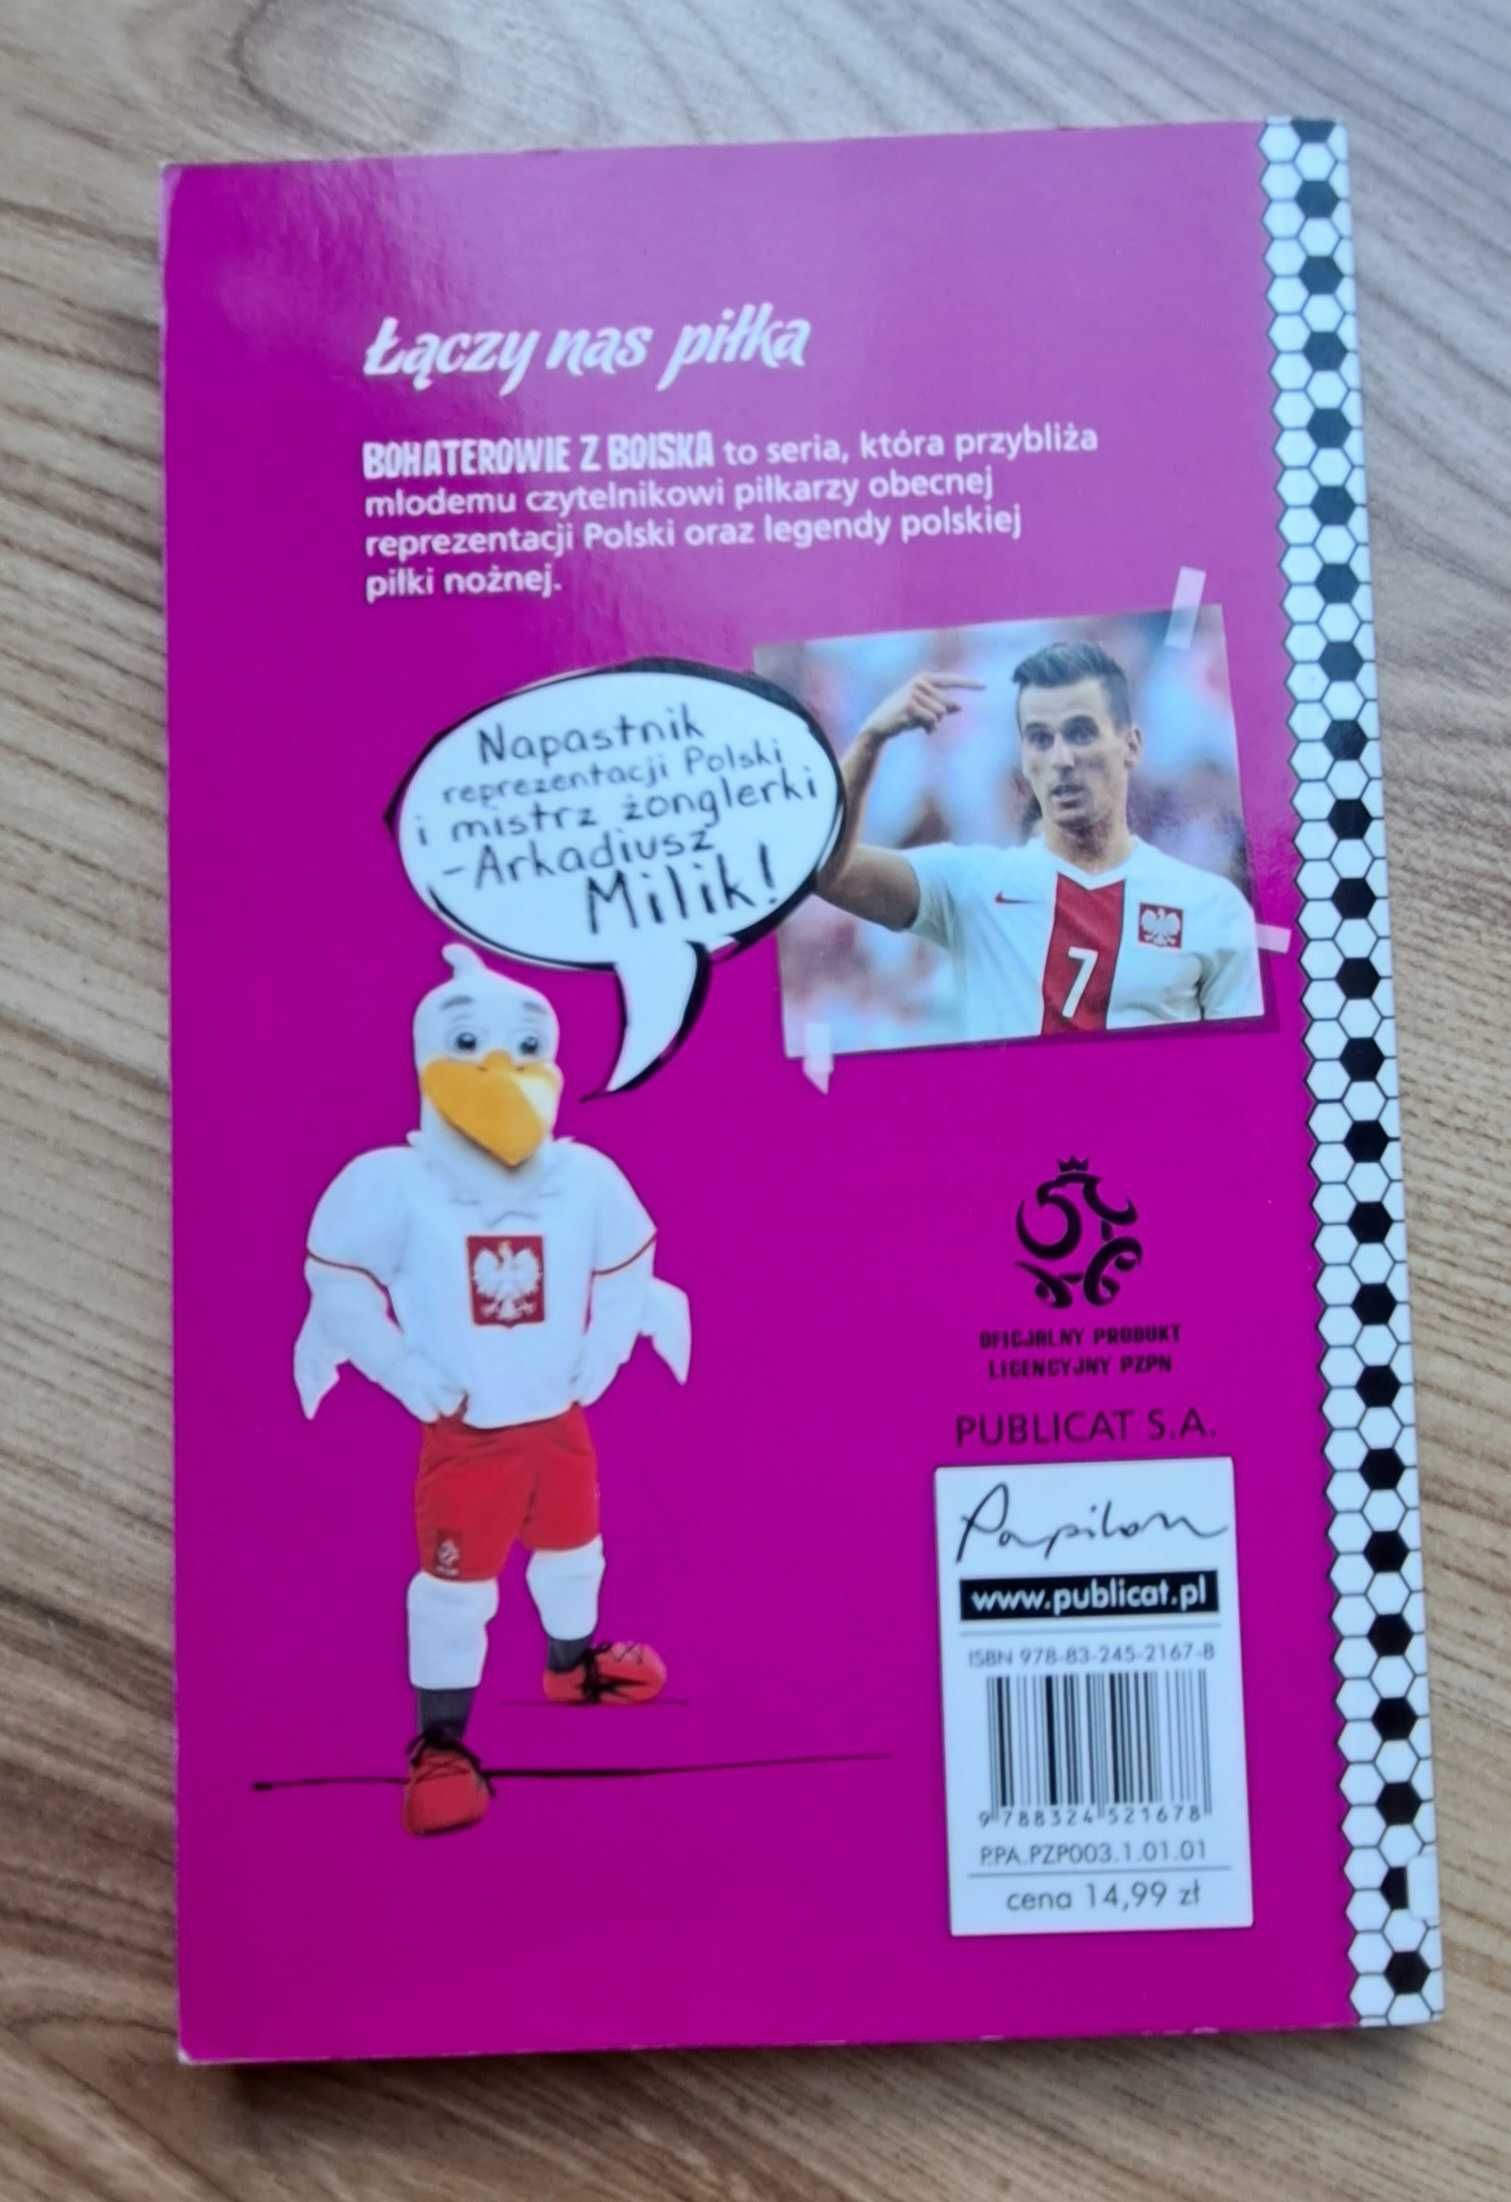 Łączy nas piłka
BOHATEROWIE Z BOISKA to seria, która przybliża
młodemu czytelnikowi piłkarzy obecnej
reprezentacji Polski oraz legendy polskiej
piłki nożnej.
Napastnik
reprezentacji Polski
i mistrz żonglerki
-Arkadiusz
Milik!
7
OFICJALNY PRODUKT
LICENCYJNY PZPN
PUBLICAT S.A.
Papilon
www.publicat.pl
ISBN 978-83-245-2167-8
9 788324 521678
P.PA.PZP003.1.01.01
cena 14,99 zł